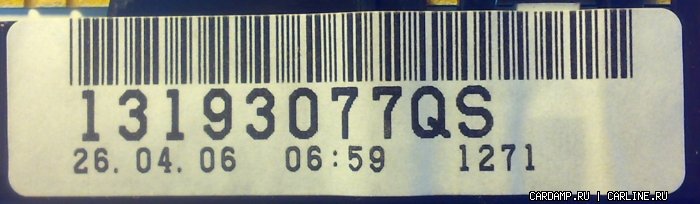 13193077QS
26. 04. 06 06:59 1271
CARDAMP.RU | CARLINE.RU